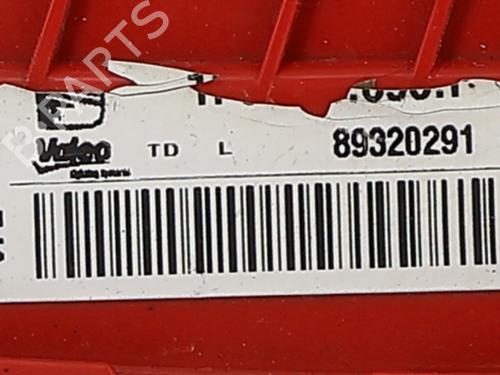 Valeo TD L 89320291
Lighting Systems
B-PARTS